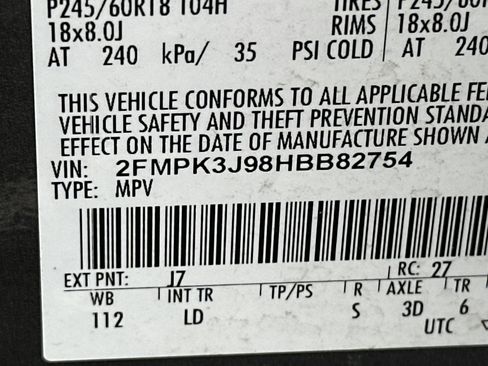 P245/60R18 104H TIRES P245/60R
18x8.0J RIMS 18x8.0J
AT 240 kPa/ 35 PSI COLD AT 240
THIS VEHICLE CONFORMS TO ALL APPLICABLE FE
VEHICLE SAFETY AND THEFT PREVENTION STANDA
EFFECT ON THE DATE OF MANUFACTURE SHOWN A
VIN: 2FMPK3J98HBB82754
TYPE: MPV
EXT PNT: J7 RC: 27
WB INT TR TP/PS R AXLE TR
112 LD S 3D 6
UTC